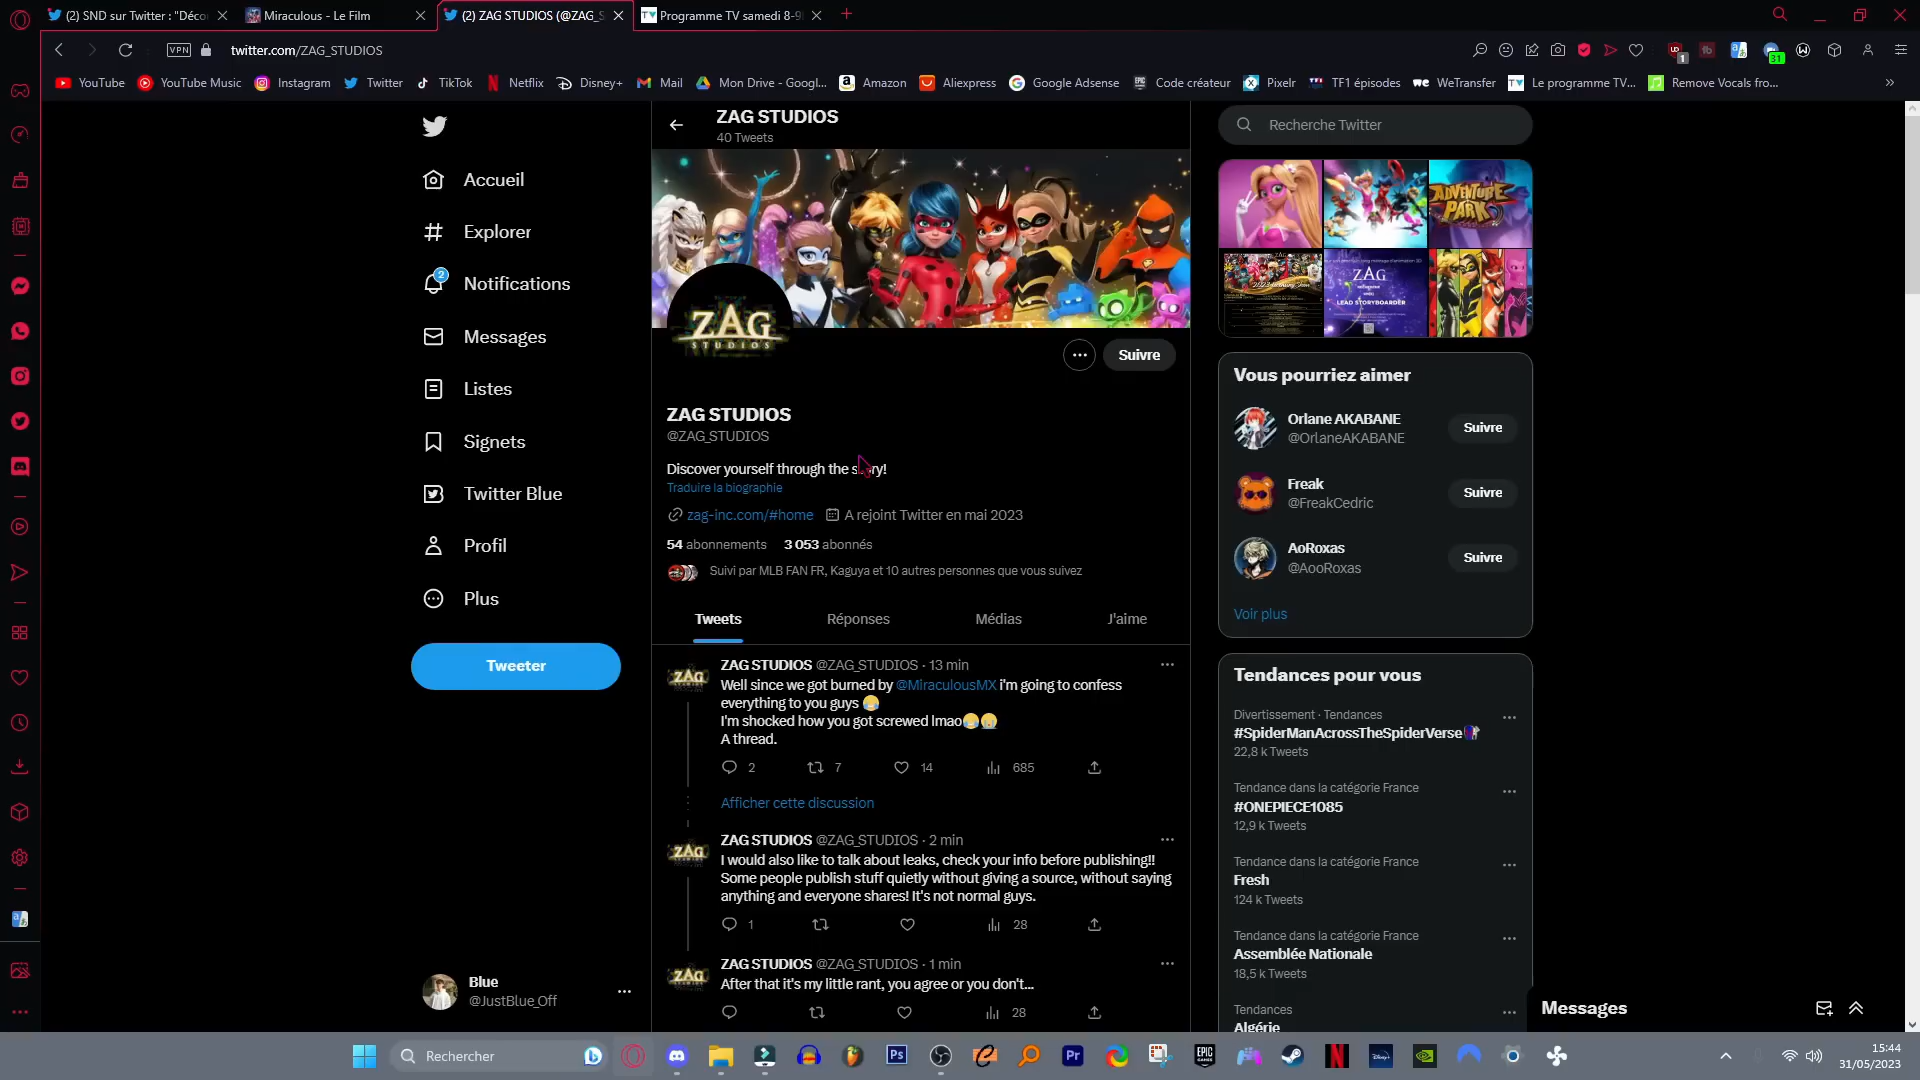 (2) SND sur Twitter : "Déco
Miraculous - Le Film
(2) ZAG STUDIOS (@ZAG_S
Programme TV samedi 8-9
VPN
twitter.com/ZAG_STUDIOS
1
31
YouTube
YouTube Music
Instagram
Twitter
TikTok
Netflix
Disney+
Mail
Mon Drive - Googl...
Amazon
Aliexpress
Google Adsense
Code créateur
Pixelr
TF1 épisodes
WeTransfer
Le programme TV...
Remove Vocals fro...
Accueil
Explorer
2
Notifications
Messages
Listes
Signets
Twitter Blue
Profil
Plus
Tweeter
Blue
@JustBlue_Off
ZAG STUDIOS
40 Tweets
ZAG
STUDIOS
Suivre
ZAG STUDIOS
@ZAG_STUDIOS
Discover yourself through the story!
Traduire la biographie
zag-inc.com/#home
A rejoint Twitter en mai 2023
54 abonnements
3 053 abonnés
Suivi par MLB FAN FR, Kaguya et 10 autres personnes que vous suivez
Tweets
Réponses
Médias
J'aime
ZAG STUDIOS @ZAG_STUDIOS · 13 min
Well since we got burned by @MiraculousMX i'm going to confess
everything to you guys 😂
I'm shocked how you got screwed lmao😂😭
A thread.
2
7
14
685
Afficher cette discussion
ZAG STUDIOS @ZAG_STUDIOS · 2 min
I would also like to talk about leaks, check your info before publishing!!
Some people publish stuff quietly without giving a source, without saying
anything and everyone shares! It's not normal guys.
1
28
ZAG STUDIOS @ZAG_STUDIOS · 1 min
After that it's my little rant, you agree or you don't...
28
Recherche Twitter
ADVENTURE
PARK
ZAG
LEAD STORYBOARDER
Vous pourriez aimer
Orlane AKABANE
@OrlaneAKABANE
Suivre
Freak
@FreakCedric
Suivre
AoRoxas
@AooRoxas
Suivre
Voir plus
Tendances pour vous
Divertissement · Tendances
#SpiderManAcrossTheSpiderVerse
22,8 k Tweets
Tendance dans la catégorie France
#ONEPIECE1085
12,9 k Tweets
Tendance dans la catégorie France
Fresh
124 k Tweets
Tendance dans la catégorie France
Assemblée Nationale
18,5 k Tweets
Tendances
Algérie
Messages
Rechercher
15:44
31/05/2023